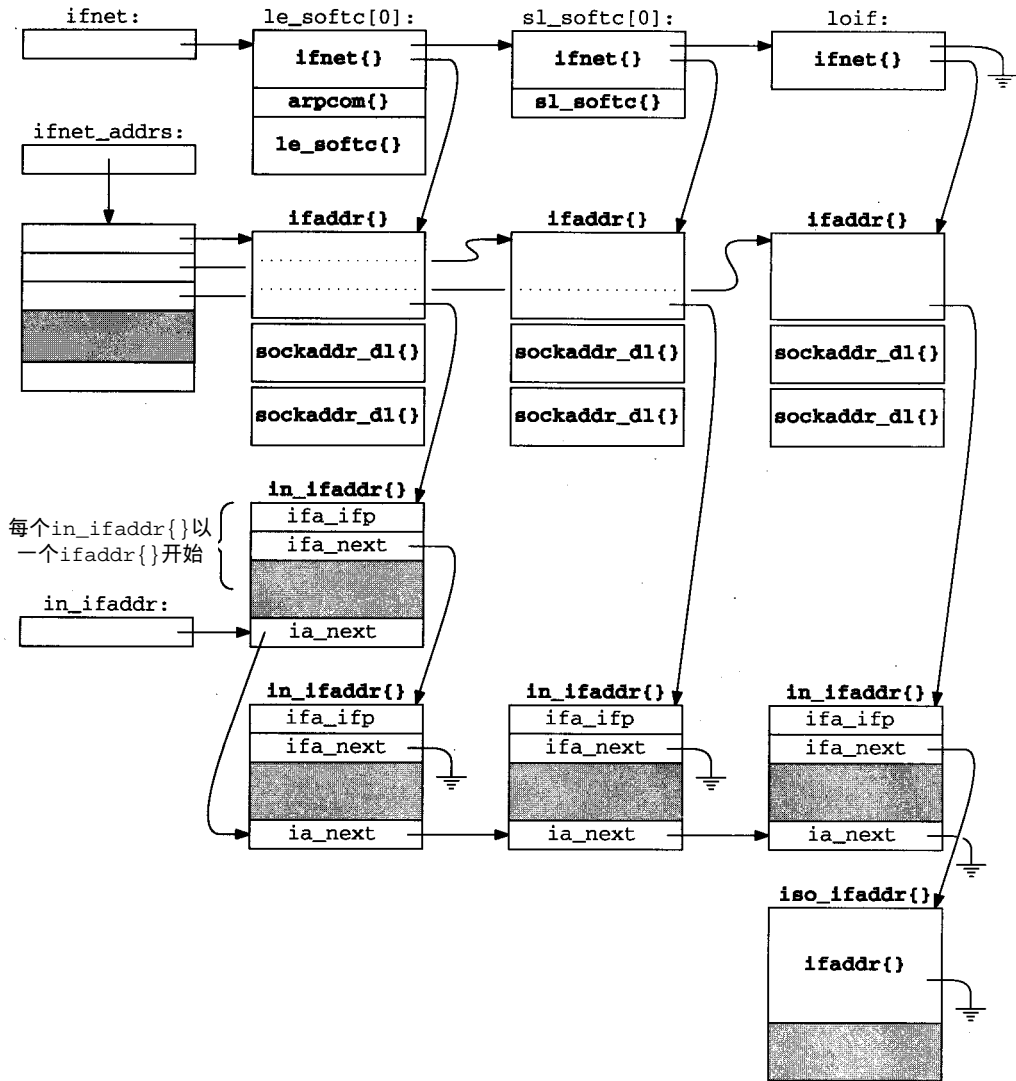 ifnet:
le_softc[0]:
sl_softc[0]:
loif:
ifnet{}
ifnet{}
ifnet{}
arpcom{}
sl_softc{}
le_softc{}
ifnet_addrs:
ifaddr{}
ifaddr{}
ifaddr{}
sockaddr_dl{}
sockaddr_dl{}
sockaddr_dl{}
sockaddr_dl{}
sockaddr_dl{}
sockaddr_dl{}
in_ifaddr{}
每个in_ifaddr{}以
一个ifaddr{}开始
ifa_ifp
ifa_next
in_ifaddr:
ia_next
in_ifaddr{}
in_ifaddr{}
in_ifaddr{}
ifa_ifp
ifa_ifp
ifa_ifp
ifa_next
ifa_next
ifa_next
ia_next
ia_next
ia_next
iso_ifaddr{}
ifaddr{}